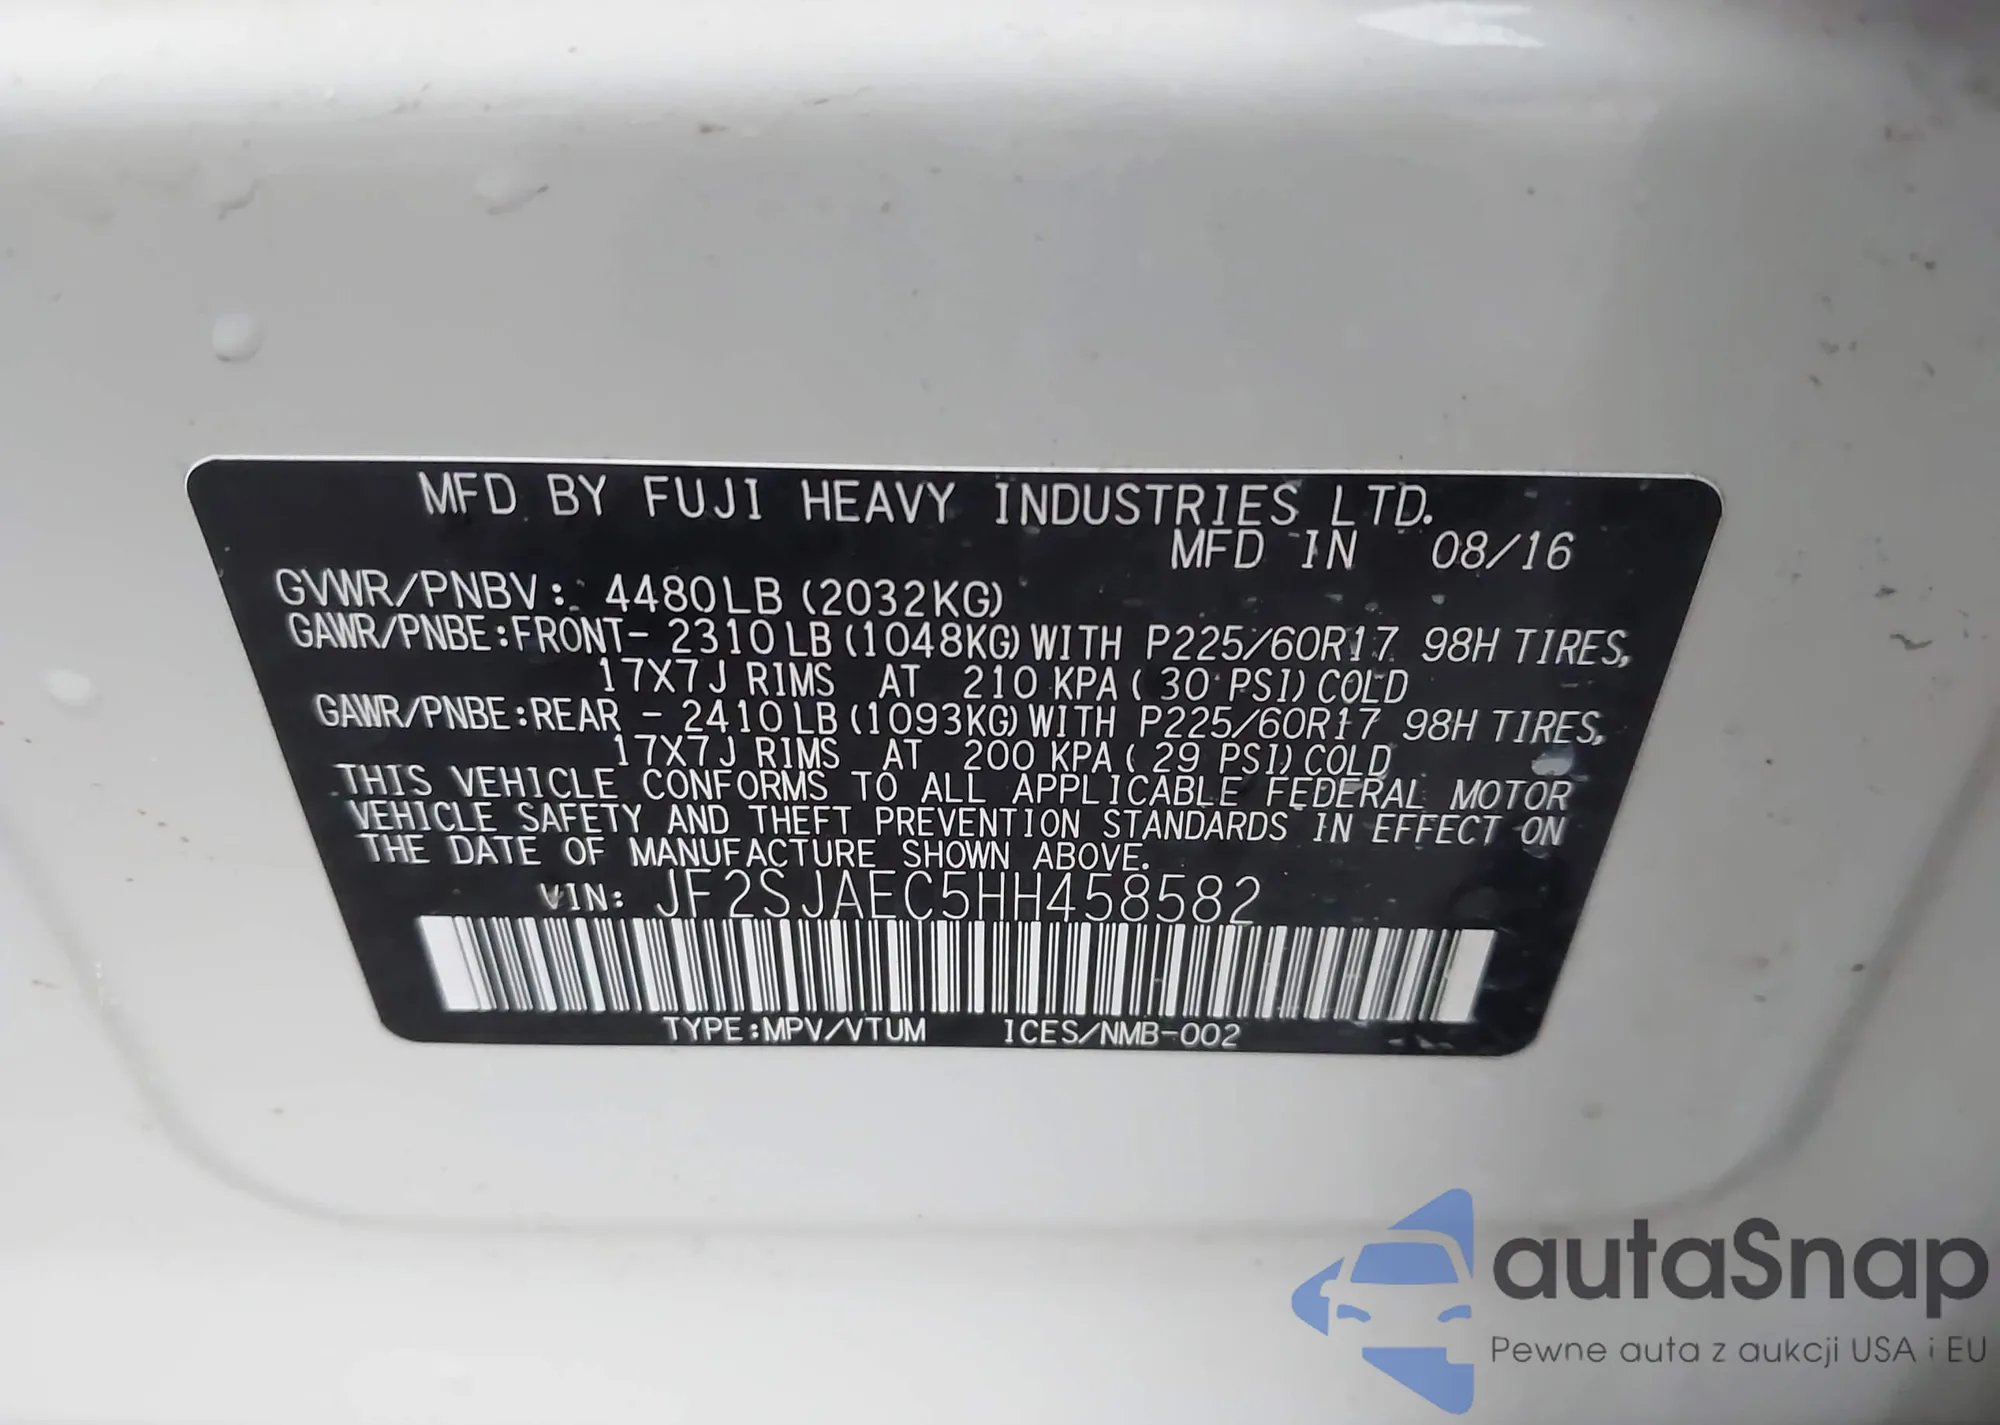 MFD BY FUJI HEAVY INDUSTRIES LTD.
MFD IN 08/16
GVWR/PNBV: 4480LB (2032KG)
GAWR/PNBE:FRONT- 2310LB (1048KG) WITH P225/60R17 98H TIRES,
17X7J RIMS AT 210 KPA ( 30 PSI) COLD
GAWR/PNBE:REAR - 2410LB (1093KG) WITH P225/60R17 98H TIRES,
17X7J RIMS AT 200 KPA ( 29 PSI) COLD
THIS VEHICLE CONFORMS TO ALL APPLICABLE FEDERAL MOTOR
VEHICLE SAFETY AND THEFT PREVENTION STANDARDS IN EFFECT ON
THE DATE OF MANUFACTURE SHOWN ABOVE.
VIN: JF2SJAEC5HH458582
TYPE:MPV/VTUM ICES/NMB-002
autaSnap
Pewne auta z aukcji USA i EU